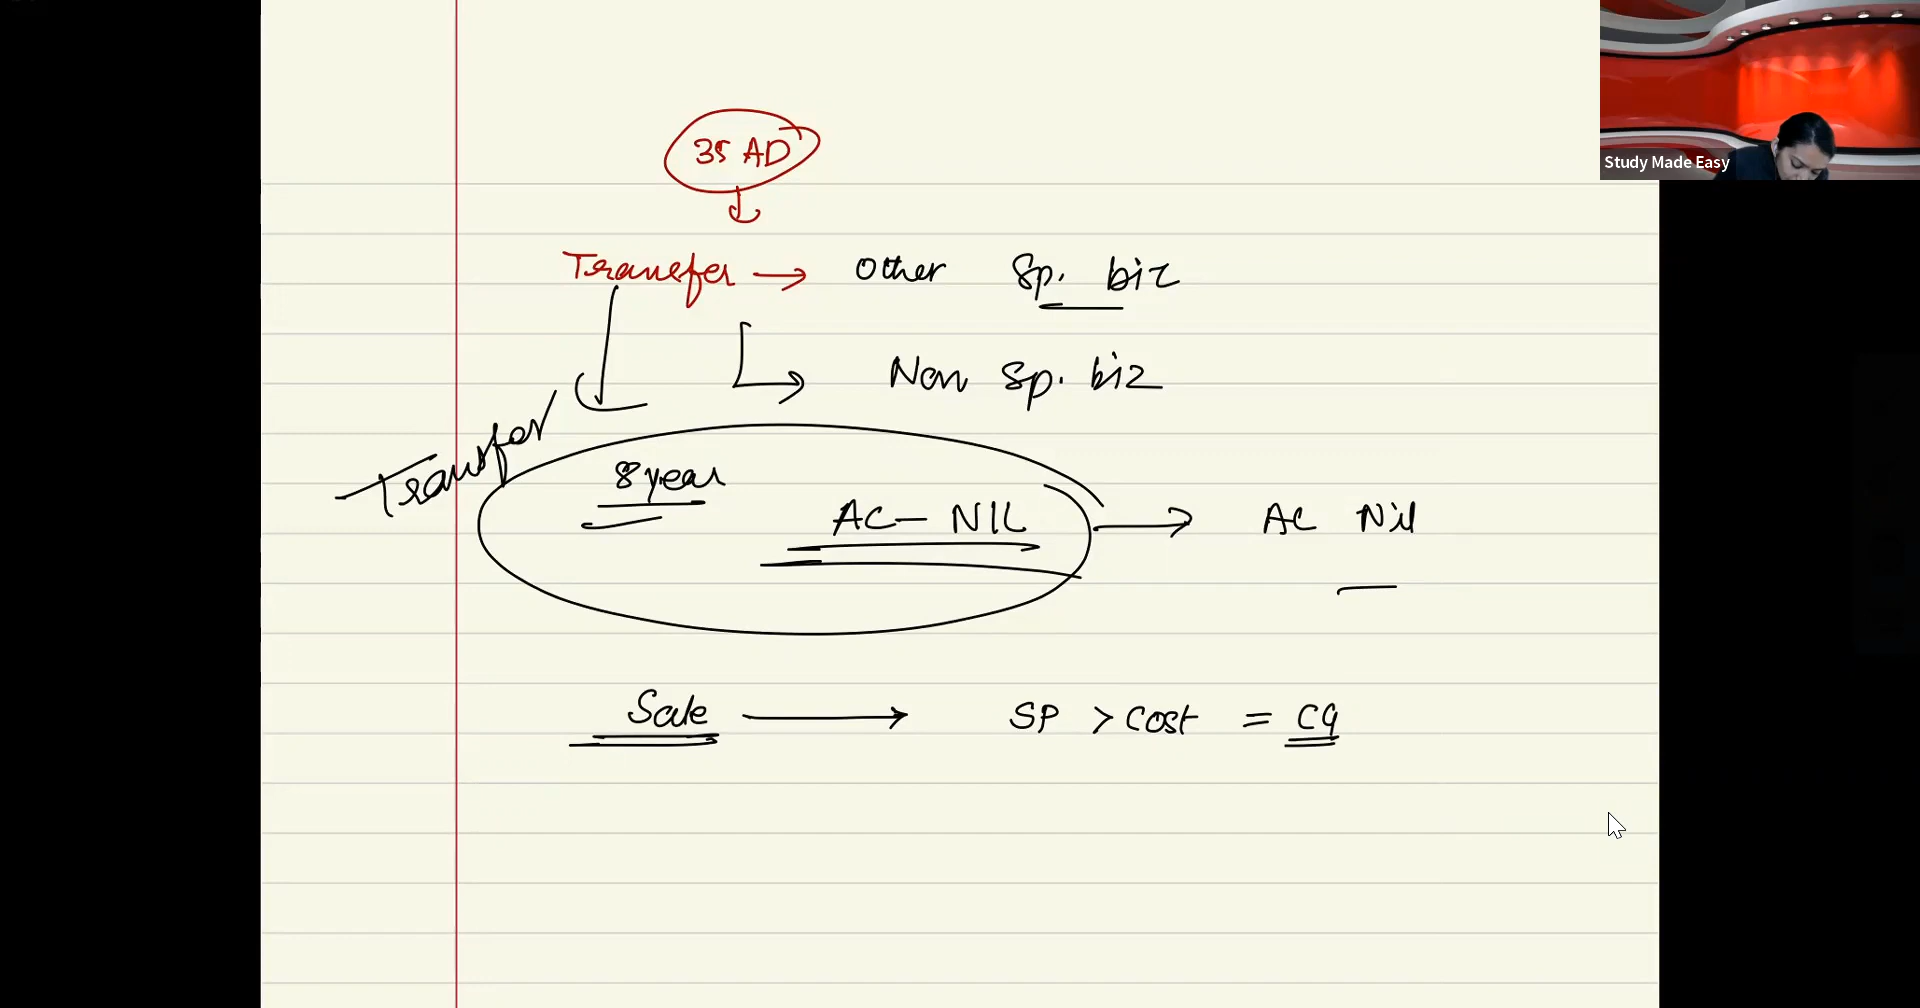 Study Made Easy
35 AD
Transfer → Other Sp. biz
Non Sp. biz
Transfer
8 year
AC – NIL → AC Nil
Sale → SP > Cost = CG